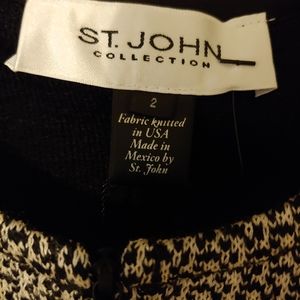 ST. JOHN
COLLECTION
2
Fabric knitted
in USA
Made in
Mexico by
St. John